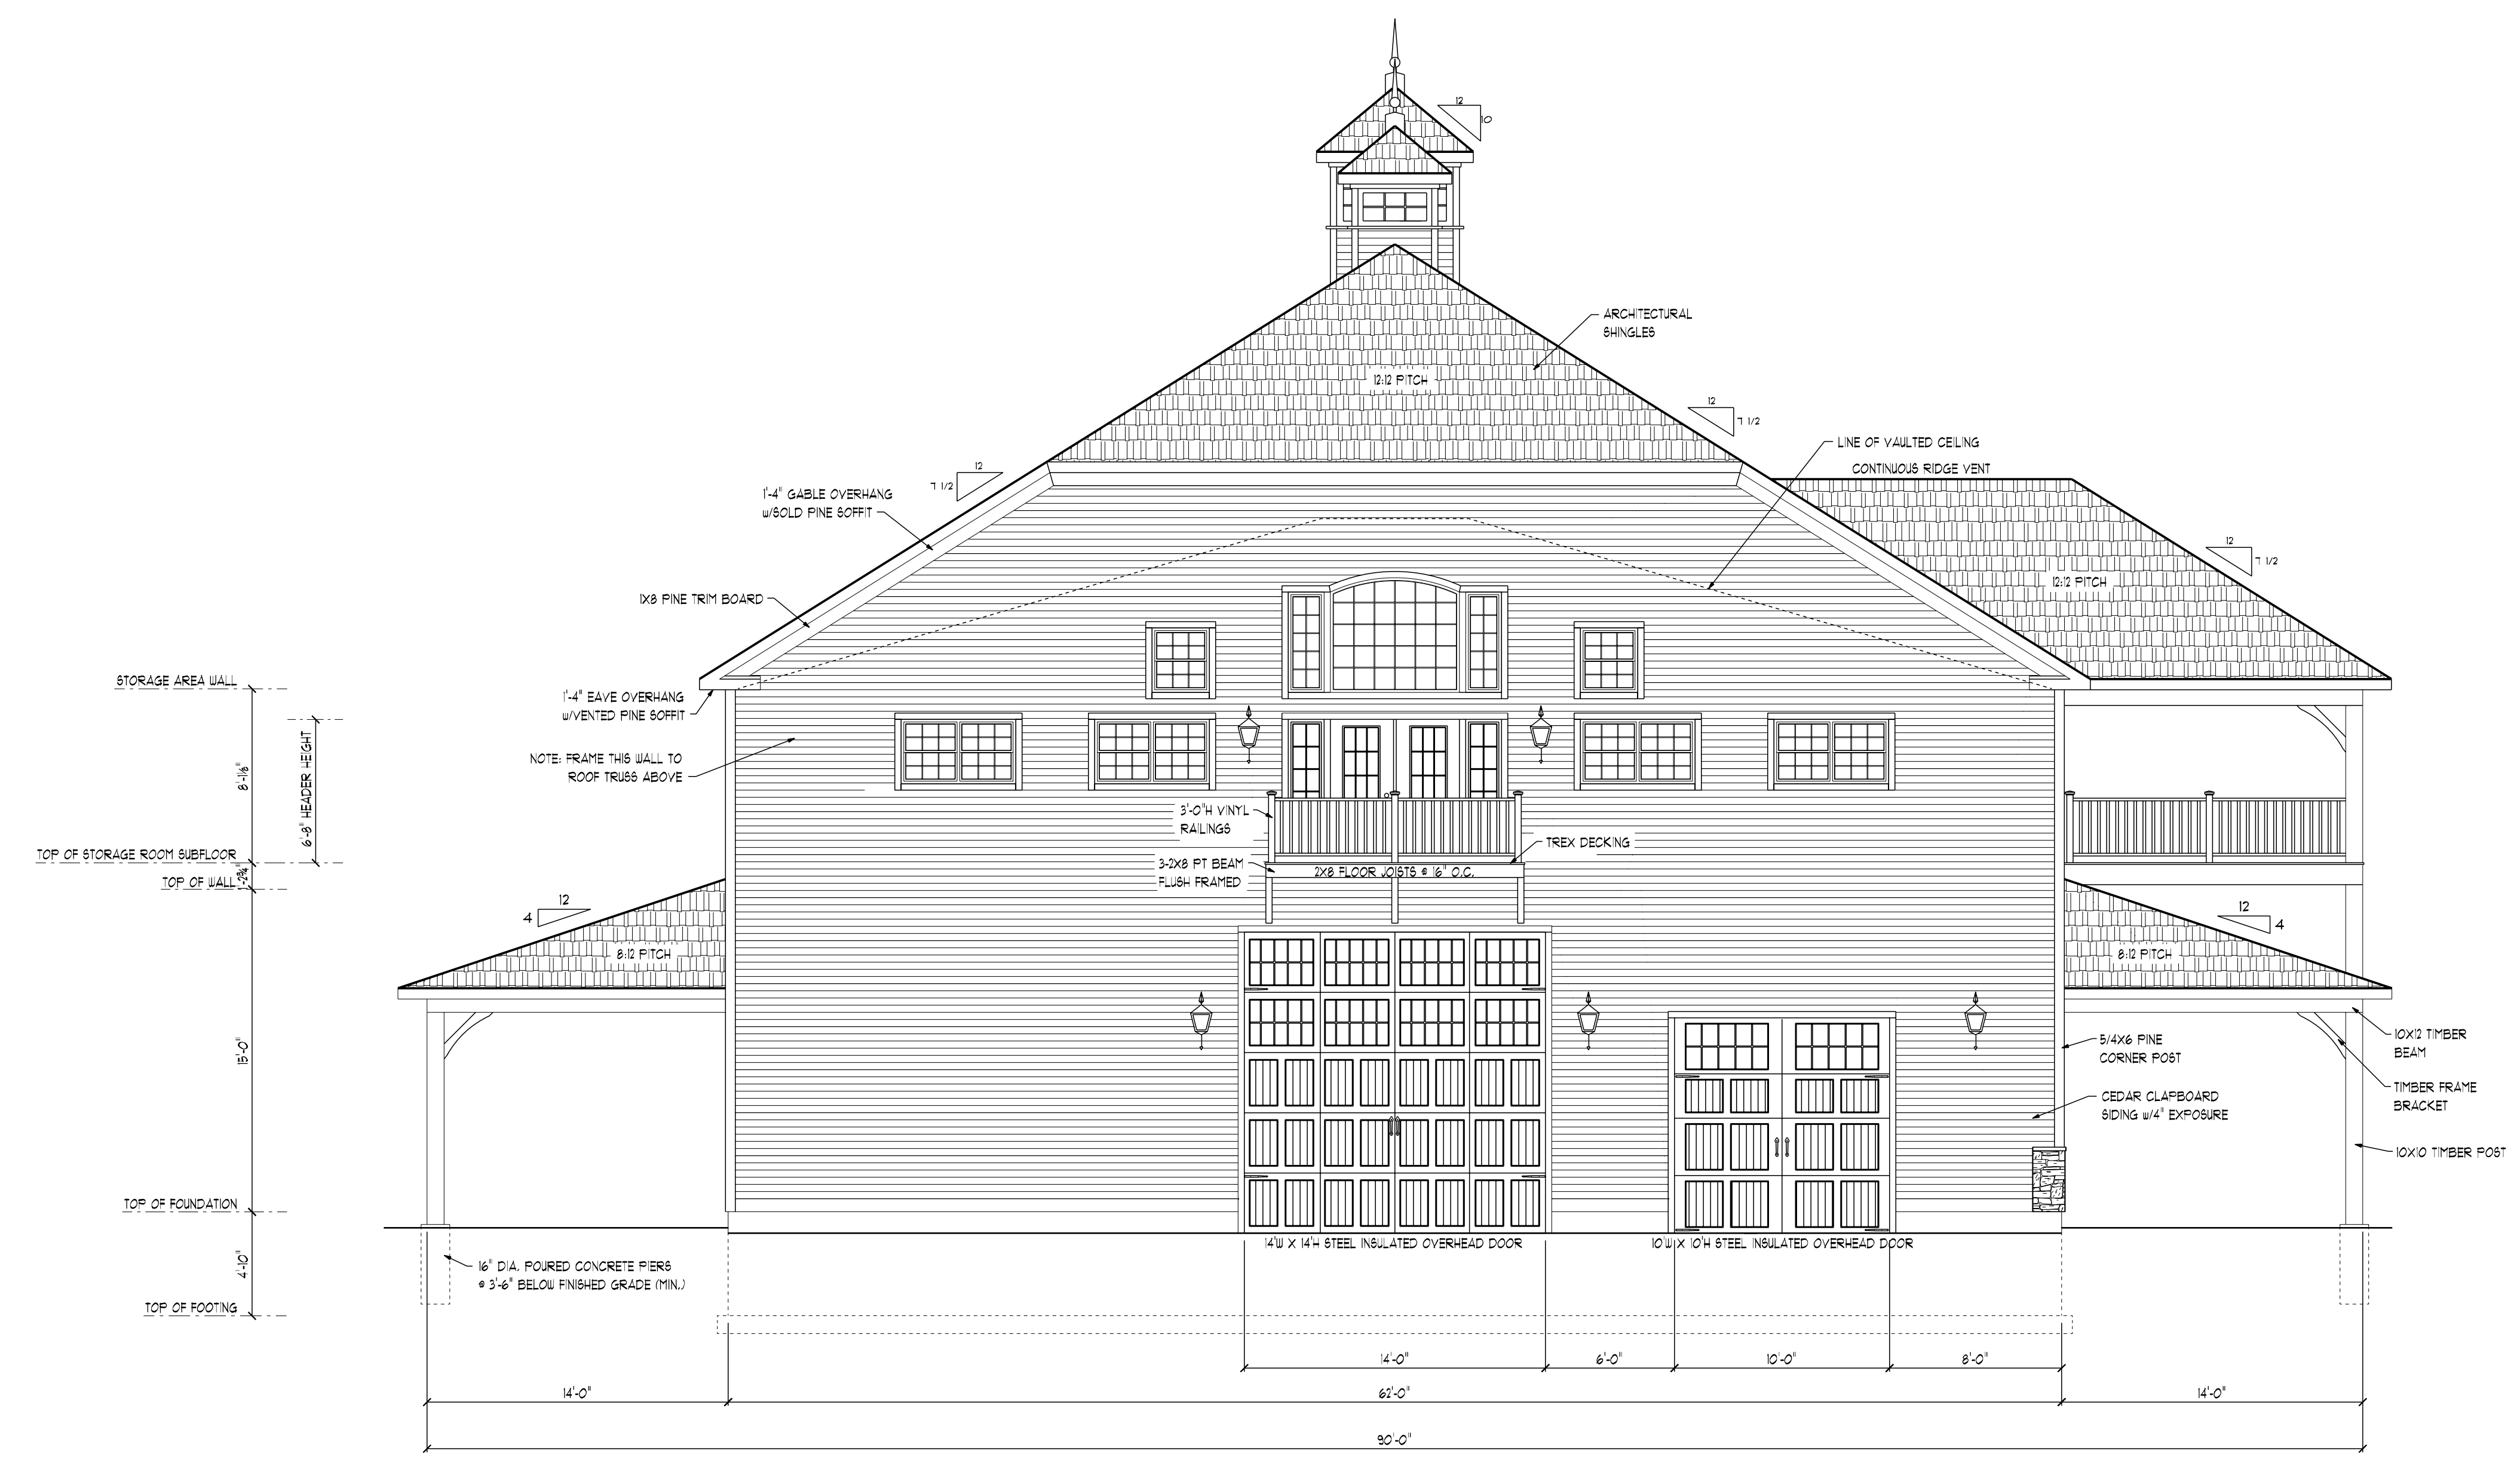 12
10
ARCHITECTURAL
SHINGLES
12:12 PITCH
12
7 1/2
LINE OF VAULTED CEILING
CONTINUOUS RIDGE VENT
12
7 1/2
1'-4" GABLE OVERHANG
w/SOLD PINE SOFFIT
12
7 1/2
12:12 PITCH
1X8 PINE TRIM BOARD
STORAGE AREA WALL
1'-4" EAVE OVERHANG
w/VENTED PINE SOFFIT
6'-8" HEADER HEIGHT
8'-1⅛"
NOTE: FRAME THIS WALL TO
ROOF TRUSS ABOVE
3'-0"H VINYL
RAILINGS
TREX DECKING
TOP OF STORAGE ROOM SUBFLOOR
3-2X8 PT BEAM
FLUSH FRAMED
2X8 FLOOR JOISTS @ 16" O.C.
TOP OF WALL
12
4
12
4
8:12 PITCH
8:12 PITCH
15'-0"
10X12 TIMBER
BEAM
5/4X6 PINE
CORNER POST
TIMBER FRAME
BRACKET
CEDAR CLAPBOARD
SIDING w/4" EXPOSURE
10X10 TIMBER POST
TOP OF FOUNDATION
14'W X 14'H STEEL INSULATED OVERHEAD DOOR
10'W X 10'H STEEL INSULATED OVERHEAD DOOR
4'-10"
16" DIA. POURED CONCRETE PIERS
@ 3'-6" BELOW FINISHED GRADE (MIN.)
TOP OF FOOTING
14'-0"
6'-0"
10'-0"
8'-0"
14'-0"
62'-0"
14'-0"
90'-0"